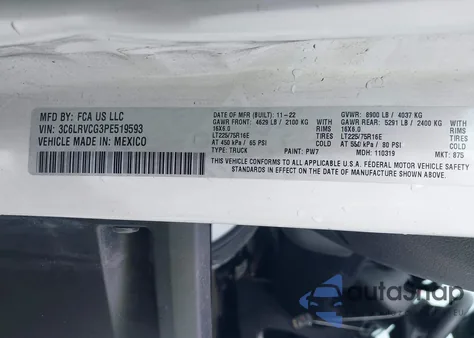 MFD BY: FCA US LLC
VIN: 3C6LRVCG3PE519593
VEHICLE MADE IN: MEXICO
DATE OF MFR (BUILT): 11-22
GAWR FRONT: 4629 LB / 2100 KG
16X6.0 RIMS
LT225/75R16E TIRES
AT 450 kPa / 65 PSI COLD
TYPE: TRUCK PAINT: PW7
GVWR: 8900 LB / 4037 KG
GAWR REAR: 5291 LB / 2400 KG
16X6.0 RIMS
LT225/75R16E TIRES
AT 550 kPa / 80 PSI COLD
MDH: 110319 MKT: 875
THIS VEHICLE CONFORMS TO ALL APPLICABLE U.S.A. FEDERAL MOTOR VEHICLE SAFETY
STANDARDS IN EFFECT ON THE DATE OF MANUFACTURE SHOWN ABOVE.
autoSnap